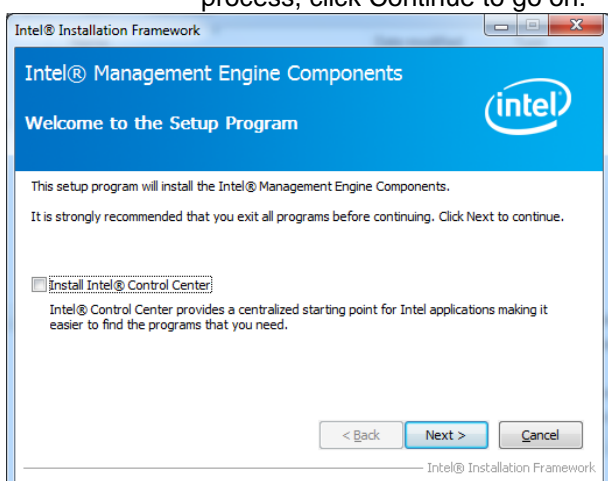 process, click Continue to go on.
Intel® Installation Framework
Intel® Management Engine Components
Welcome to the Setup Program
intel
This setup program will install the Intel® Management Engine Components.
It is strongly recommended that you exit all programs before continuing. Click Next to continue.
Install Intel® Control Center
Intel® Control Center provides a centralized starting point for Intel applications making it
easier to find the programs that you need.
< Back Next > Cancel
Intel® Installation Framework